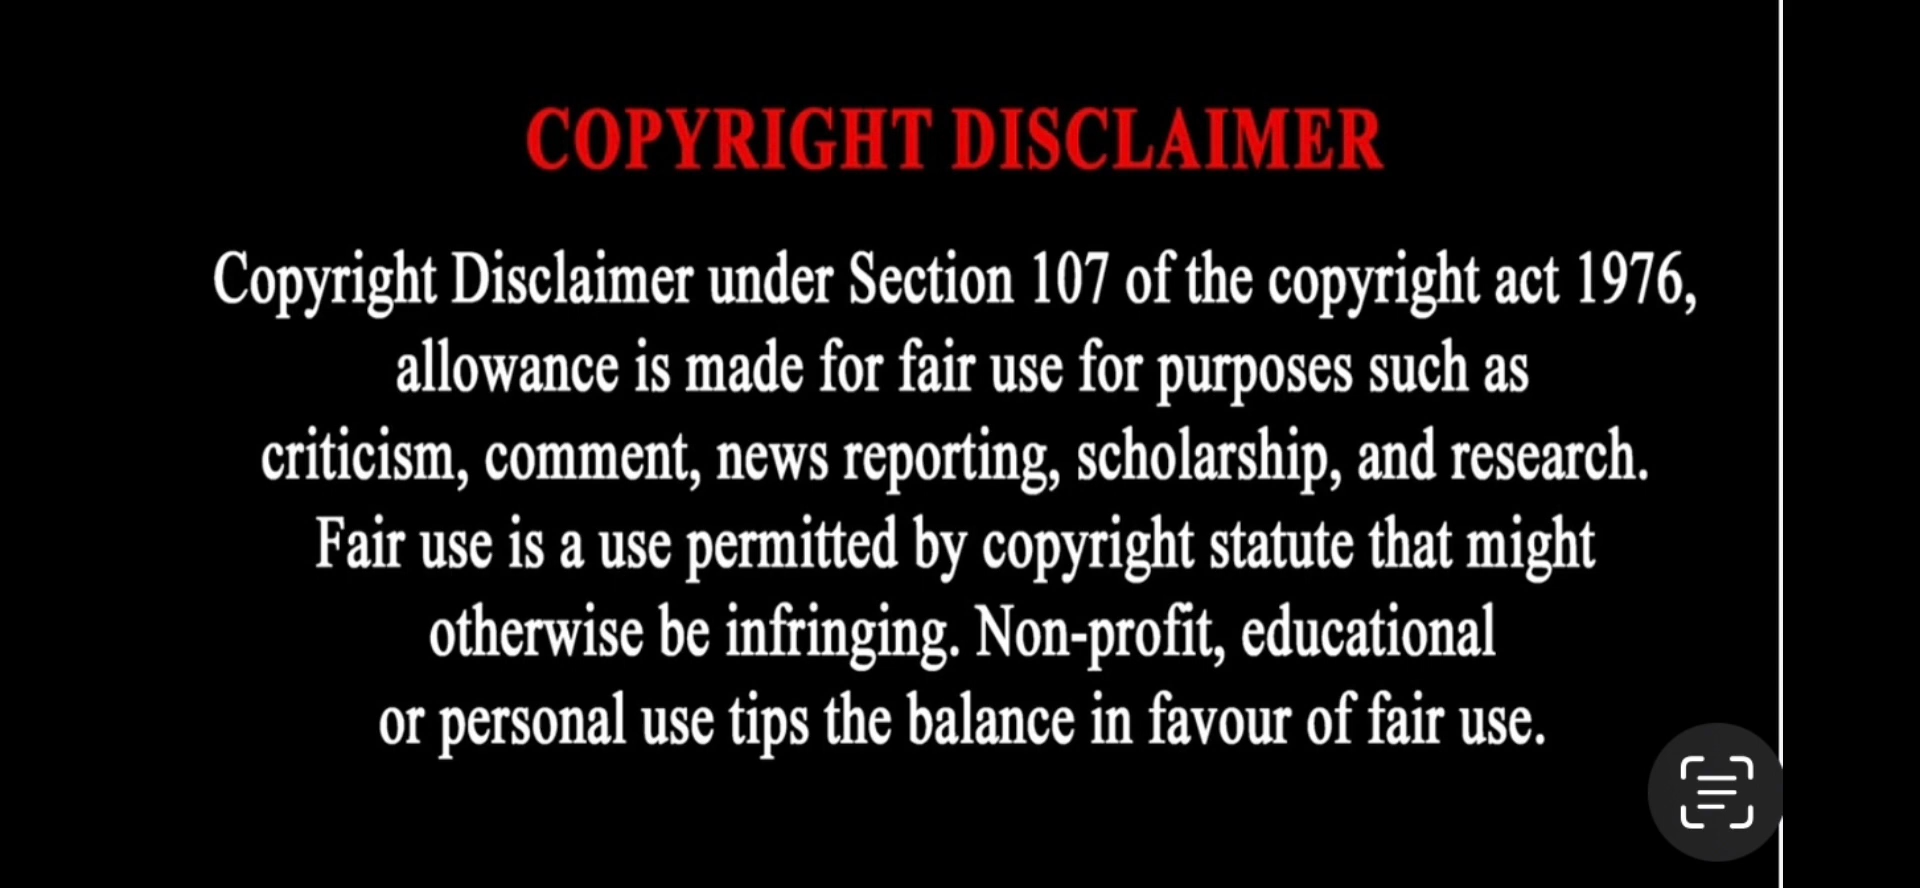 COPYRIGHT DISCLAIMER
Copyright Disclaimer under Section 107 of the copyright act 1976,
allowance is made for fair use for purposes such as
criticism, comment, news reporting, scholarship, and research.
Fair use is a use permitted by copyright statute that might
otherwise be infringing. Non-profit, educational
or personal use tips the balance in favour of fair use.